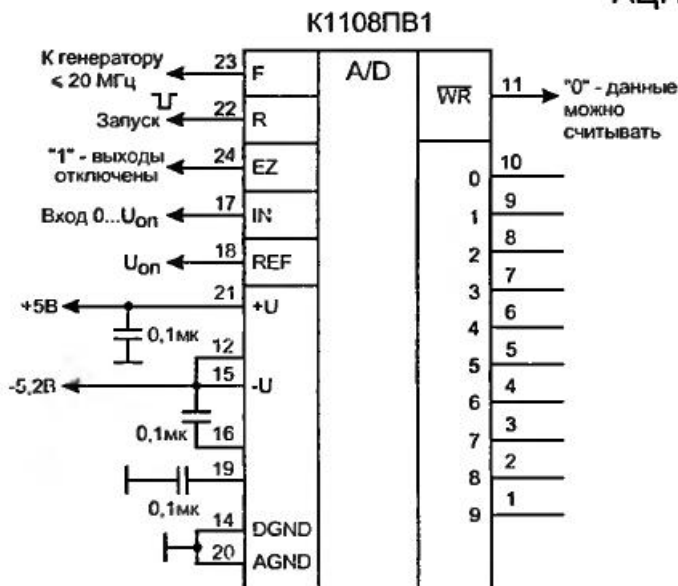 АЦП
К1108ПВ1
К генератору
≤ 20 МГц
23
F
A/D
Запуск
22
R
"1" - выходы
отключены
24
EZ
Вход 0...Uоп
17
IN
Uоп
18
REF
+5В
21
+U
0,1мк
12
-5,2В
15
-U
0,1мк
16
19
0,1мк
14
DGND
20
AGND
WR
11
"0" - данные
можно
считывать
0
10
1
9
2
8
3
7
4
6
5
5
6
4
7
3
8
2
9
1